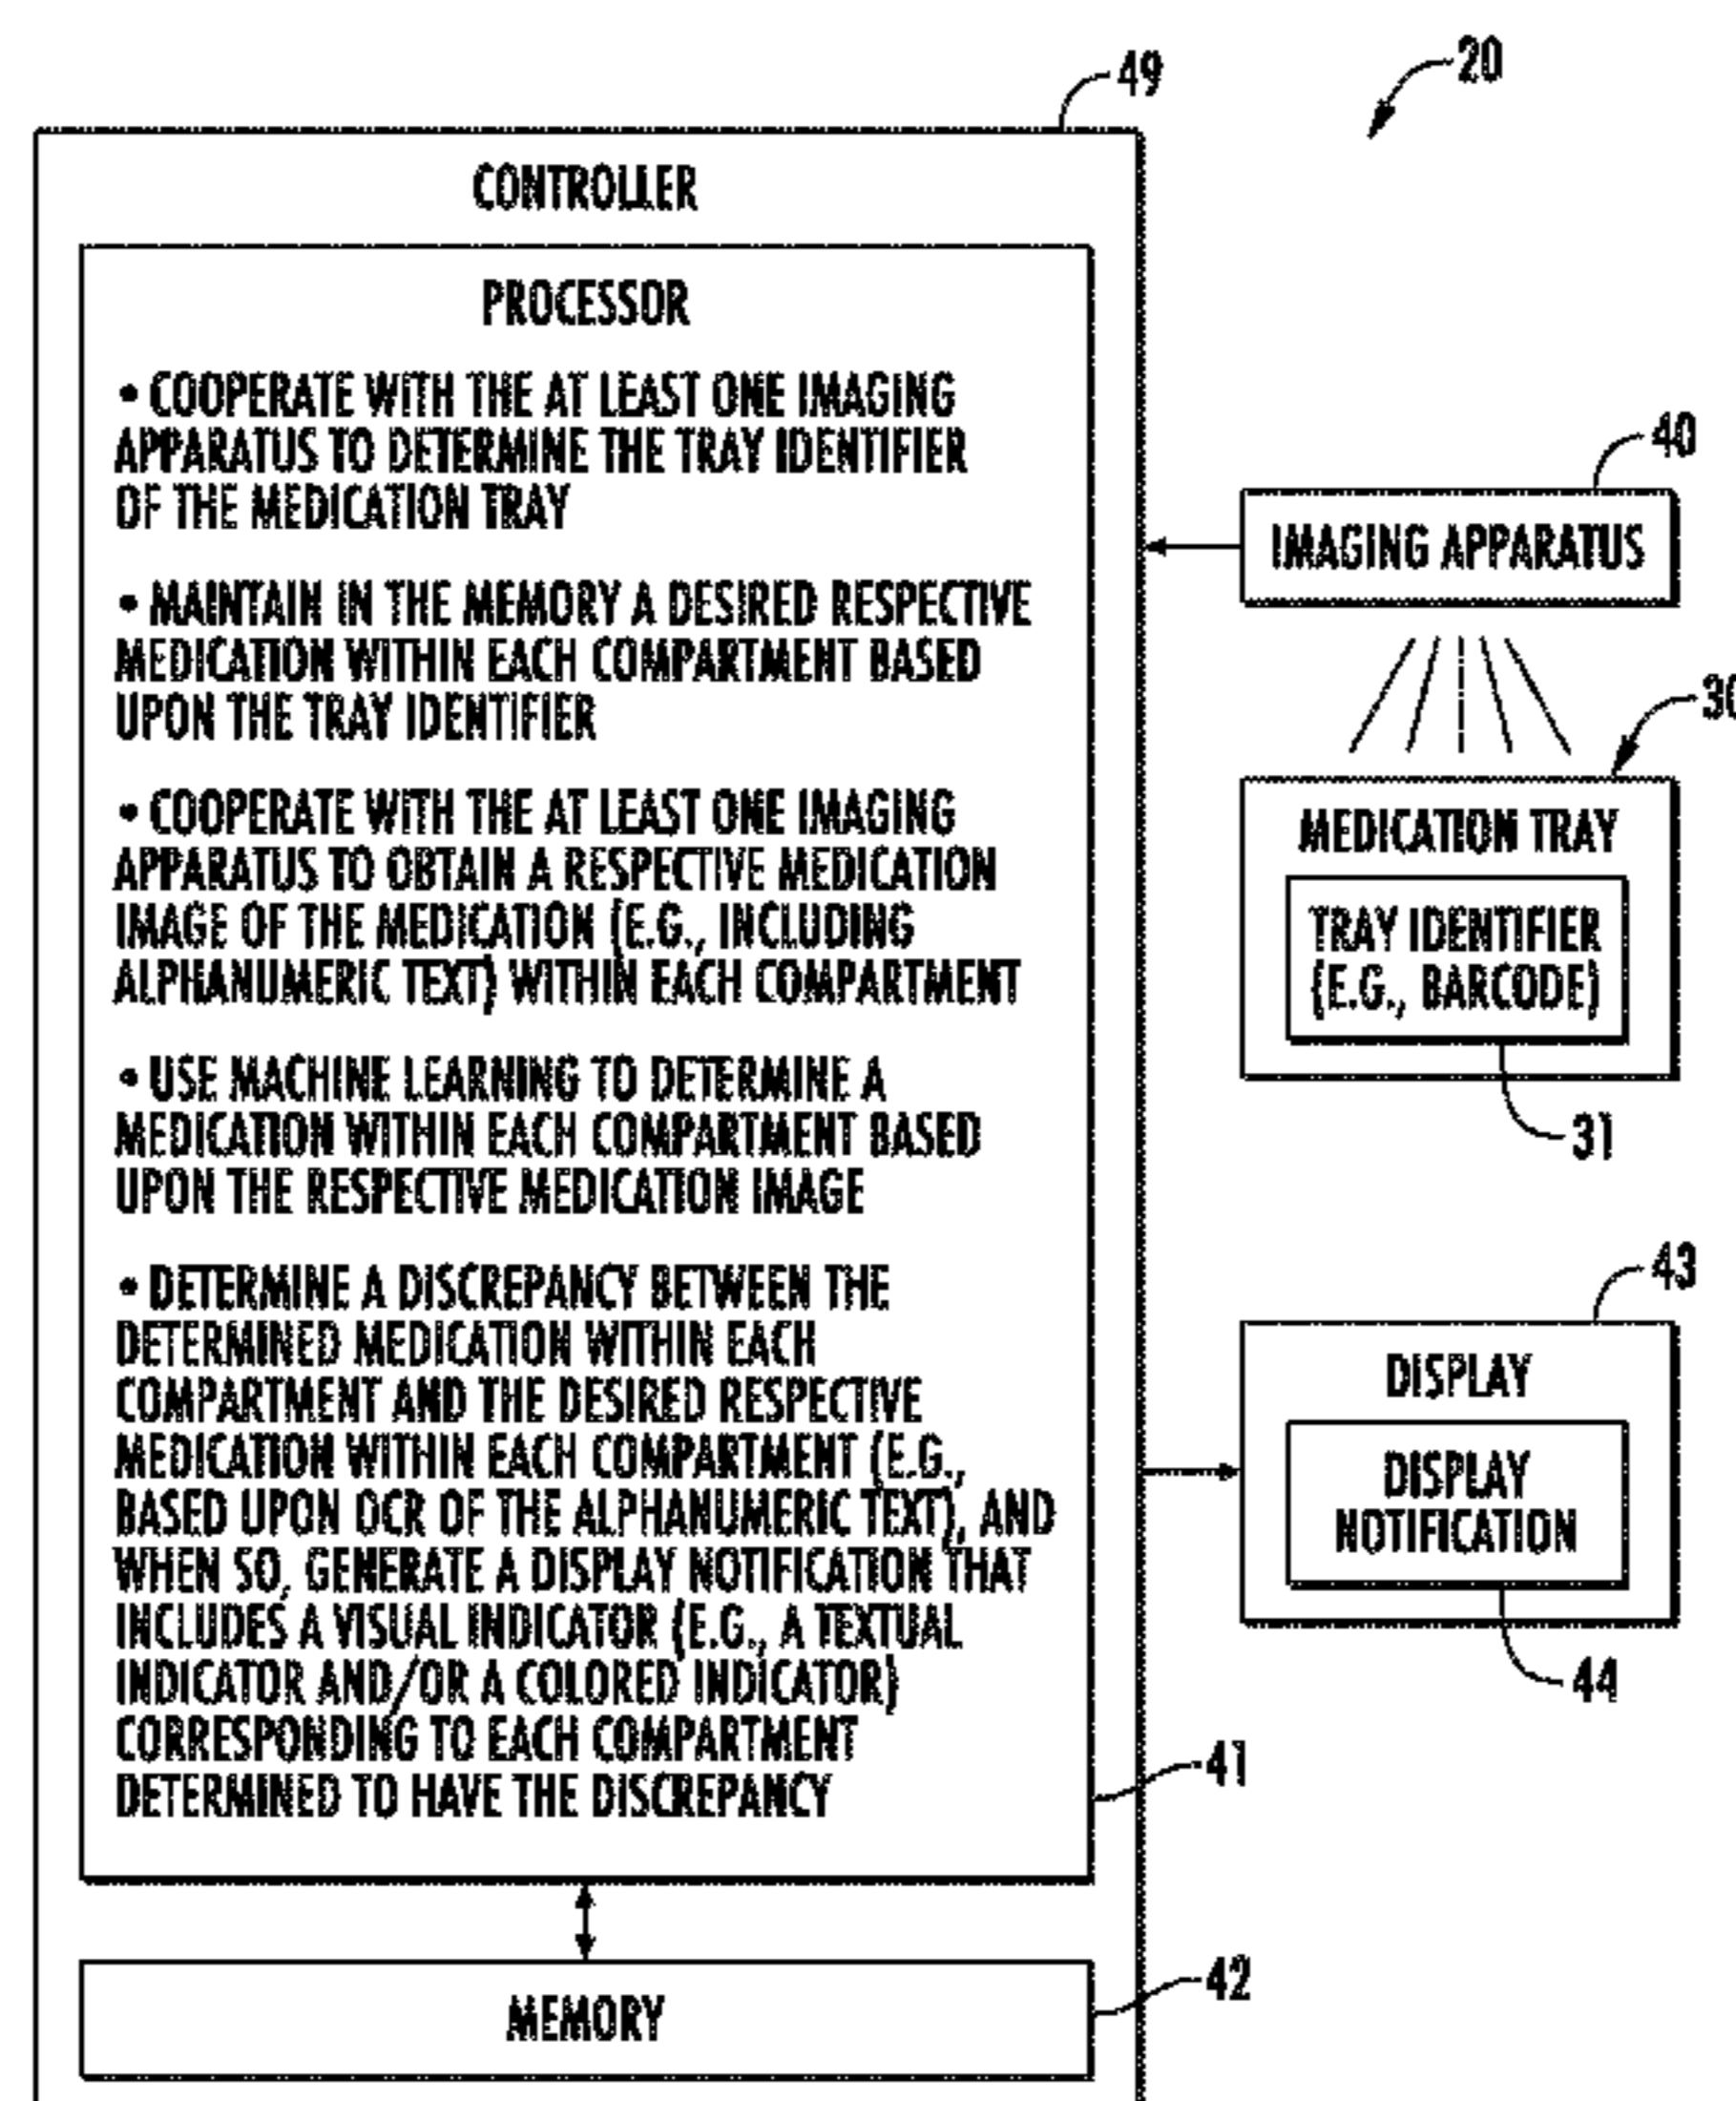 20
49
CONTROLLER
PROCESSOR
• COOPERATE WITH THE AT LEAST ONE IMAGING
APPARATUS TO DETERMINE THE TRAY IDENTIFIER
OF THE MEDICATION TRAY
• MAINTAIN IN THE MEMORY A DESIRED RESPECTIVE
MEDICATION WITHIN EACH COMPARTMENT BASED
UPON THE TRAY IDENTIFIER
• COOPERATE WITH THE AT LEAST ONE IMAGING
APPARATUS TO OBTAIN A RESPECTIVE MEDICATION
IMAGE OF THE MEDICATION (E.G., INCLUDING
ALPHANUMERIC TEXT) WITHIN EACH COMPARTMENT
• USE MACHINE LEARNING TO DETERMINE A
MEDICATION WITHIN EACH COMPARTMENT BASED
UPON THE RESPECTIVE MEDICATION IMAGE
• DETERMINE A DISCREPANCY BETWEEN THE
DETERMINED MEDICATION WITHIN EACH
COMPARTMENT AND THE DESIRED RESPECTIVE
MEDICATION WITHIN EACH COMPARTMENT (E.G.,
BASED UPON OCR OF THE ALPHANUMERIC TEXT), AND
WHEN SO, GENERATE A DISPLAY NOTIFICATION THAT
INCLUDES A VISUAL INDICATOR (E.G., A TEXTUAL
INDICATOR AND/OR A COLORED INDICATOR)
CORRESPONDING TO EACH COMPARTMENT
DETERMINED TO HAVE THE DISCREPANCY
41
MEMORY
42
40
IMAGING APPARATUS
30
MEDICATION TRAY
TRAY IDENTIFIER
(E.G., BARCODE)
31
43
DISPLAY
DISPLAY
NOTIFICATION
44